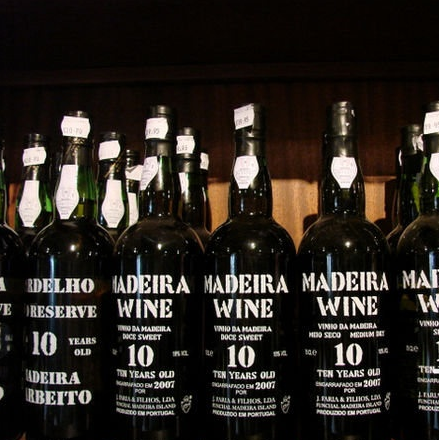 RDELHO
RESERVE
10 YEARS OLD
MADEIRA
ARBEITO
MADEIRA
WINE
VINHO DA MADEIRA
DOCE SWEET
10
TEN YEARS OLD
ENGARRAFADO EM 2007
POR
J. FARIA & FILHOS, LDA
FUNCHAL MADEIRA ISLAND
PRODUZIDO EM PORTUGAL
MADEIRA
WINE
VINHO DA MADEIRA
DOCE SWEET
10
TEN YEARS OLD
ENGARRAFADO EM 2007
POR
J. FARIA & FILHOS, LDA
FUNCHAL MADEIRA ISLAND
PRODUZIDO EM PORTUGAL
MADEIRA
WINE
VINHO DA MADEIRA
MEIO SECO MEDIUM DRY
10
TEN YEARS OLD
ENGARRAFADO EM 2007
POR
J. FARIA & FILHOS, LDA
FUNCHAL MADEIRA ISLAND
PRODUZIDO EM PORTUGAL
MADEIRA
WINE